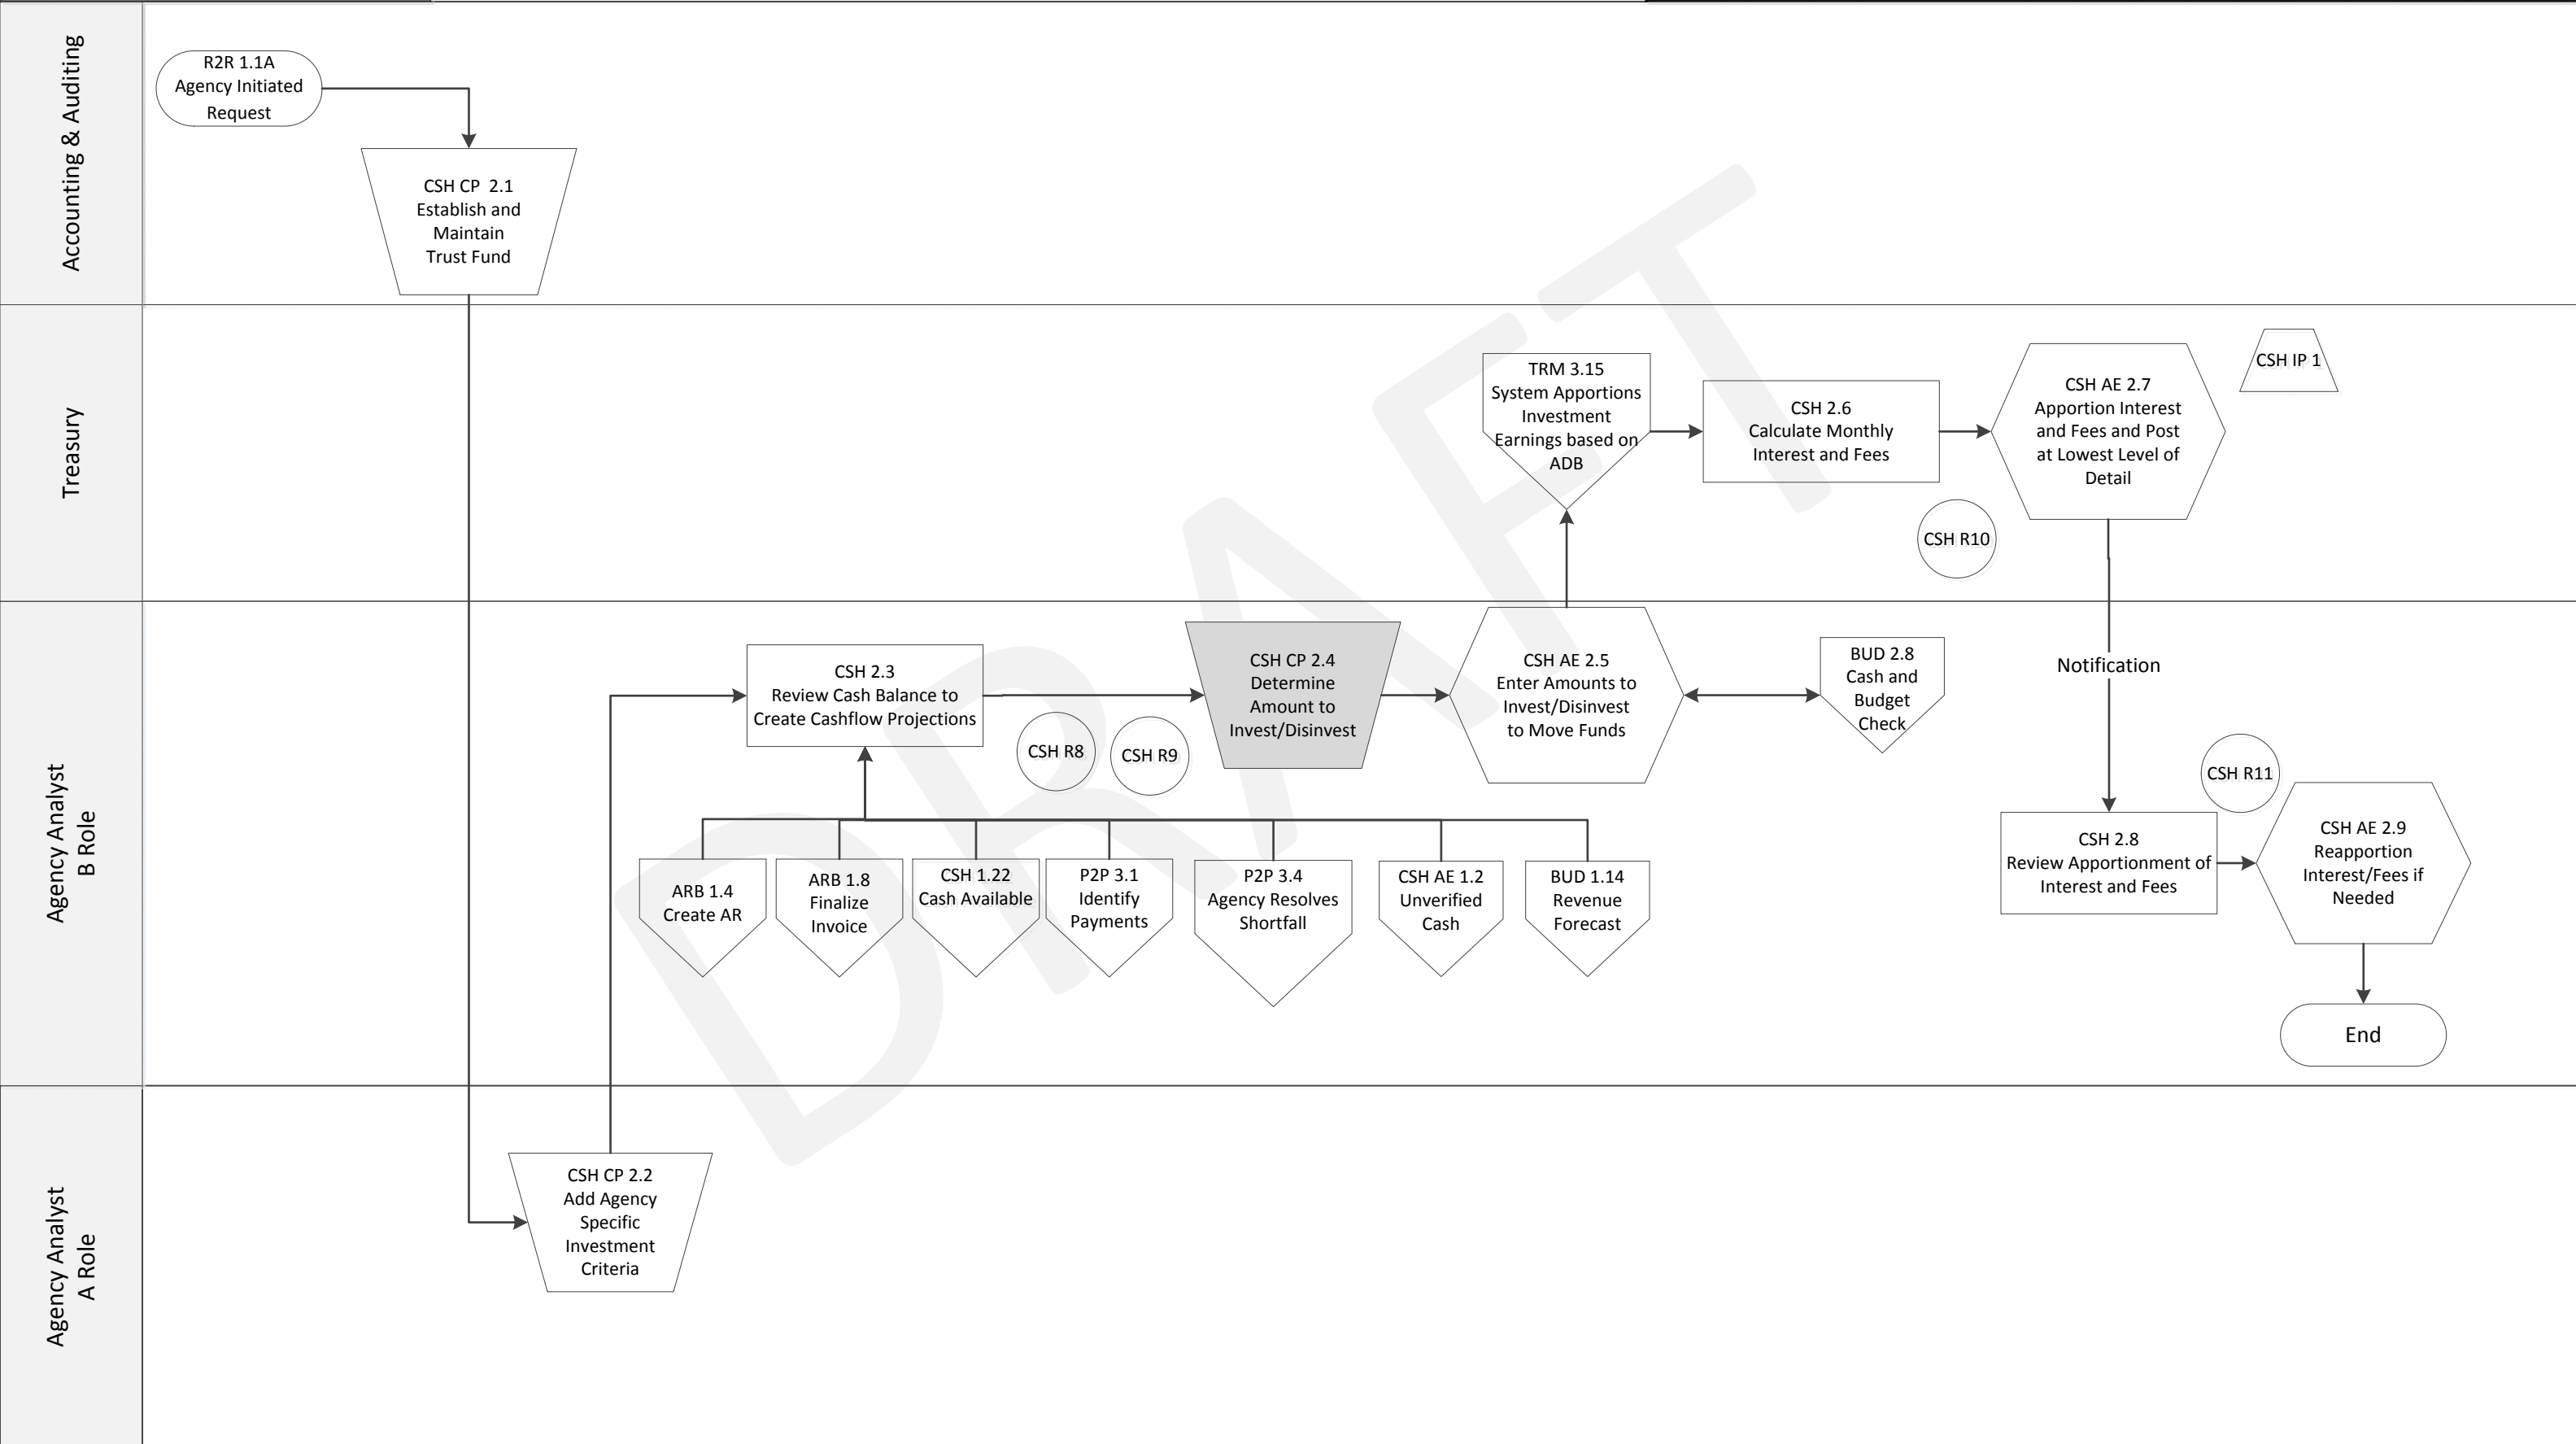 Accounting & Auditing
R2R 1.1A
Agency Initiated
Request
CSH CP 2.1
Establish and
Maintain
Trust Fund
Treasury
TRM 3.15
System Apportions
Investment
Earnings based on
ADB
CSH 2.6
Calculate Monthly
Interest and Fees
CSH AE 2.7
Apportion Interest
and Fees and Post
at Lowest Level of
Detail
CSH IP 1
CSH R10
Agency Analyst
B Role
CSH 2.3
Review Cash Balance to
Create Cashflow Projections
CSH R8
CSH R9
CSH CP 2.4
Determine
Amount to
Invest/Disinvest
CSH AE 2.5
Enter Amounts to
Invest/Disinvest
to Move Funds
BUD 2.8
Cash and
Budget
Check
Notification
ARB 1.4
Create AR
ARB 1.8
Finalize
Invoice
CSH 1.22
Cash Available
P2P 3.1
Identify
Payments
P2P 3.4
Agency Resolves
Shortfall
CSH AE 1.2
Unverified
Cash
BUD 1.14
Revenue
Forecast
CSH 2.8
Review Apportionment of
Interest and Fees
CSH R11
CSH AE 2.9
Reapportion
Interest/Fees if
Needed
End
Agency Analyst
A Role
CSH CP 2.2
Add Agency
Specific
Investment
Criteria
DRAFT